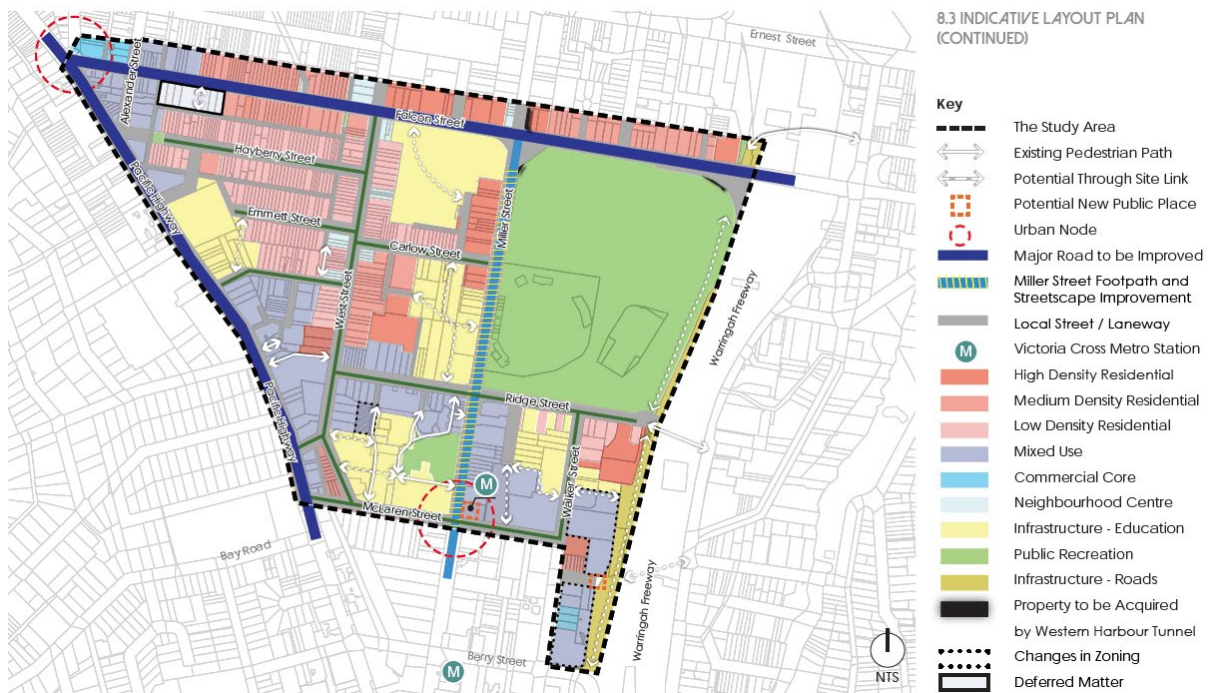 8.3 INDICATIVE LAYOUT PLAN
(CONTINUED)
Key
The Study Area
Existing Pedestrian Path
Potential Through Site Link
Potential New Public Place
Urban Node
Major Road to be Improved
Miller Street Footpath and
Streetscape Improvement
Local Street / Laneway
M Victoria Cross Metro Station
High Density Residential
Medium Density Residential
Low Density Residential
Mixed Use
Commercial Core
Neighbourhood Centre
Infrastructure - Education
Public Recreation
Infrastructure - Roads
Property to be Acquired
by Western Harbour Tunnel
Changes in Zoning
Deferred Matter
Ernest Street
Alexander Street
Falcon Street
Hayberry Street
Pacific Highway
Emmett Street
Carlow Street
Miller Street
West Street
Warringah Freeway
Ridge Street
Pacific Highway
M
Walker Street
McLaren Street
Bay Road
Warringah Freeway
Berry Street
M
NTS